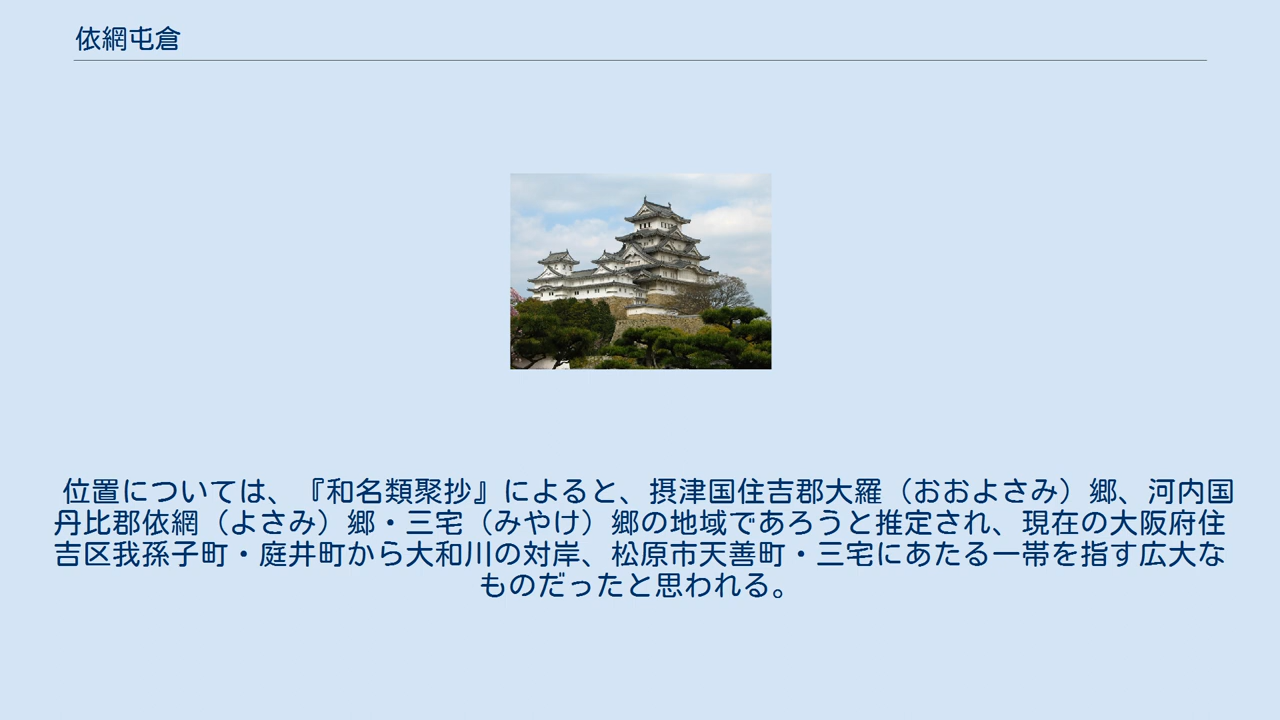 依網屯倉
位置については、『和名類聚抄』によると、摂津国住吉郡大羅（おおよさみ）郷、河内国
丹比郡依網（よさみ）郷・三宅（みやけ）郷の地域であろうと推定され、現在の大阪府住
吉区我孫子町・庭井町から大和川の対岸、松原市天善町・三宅にあたる一帯を指す広大な
ものだったと思われる。